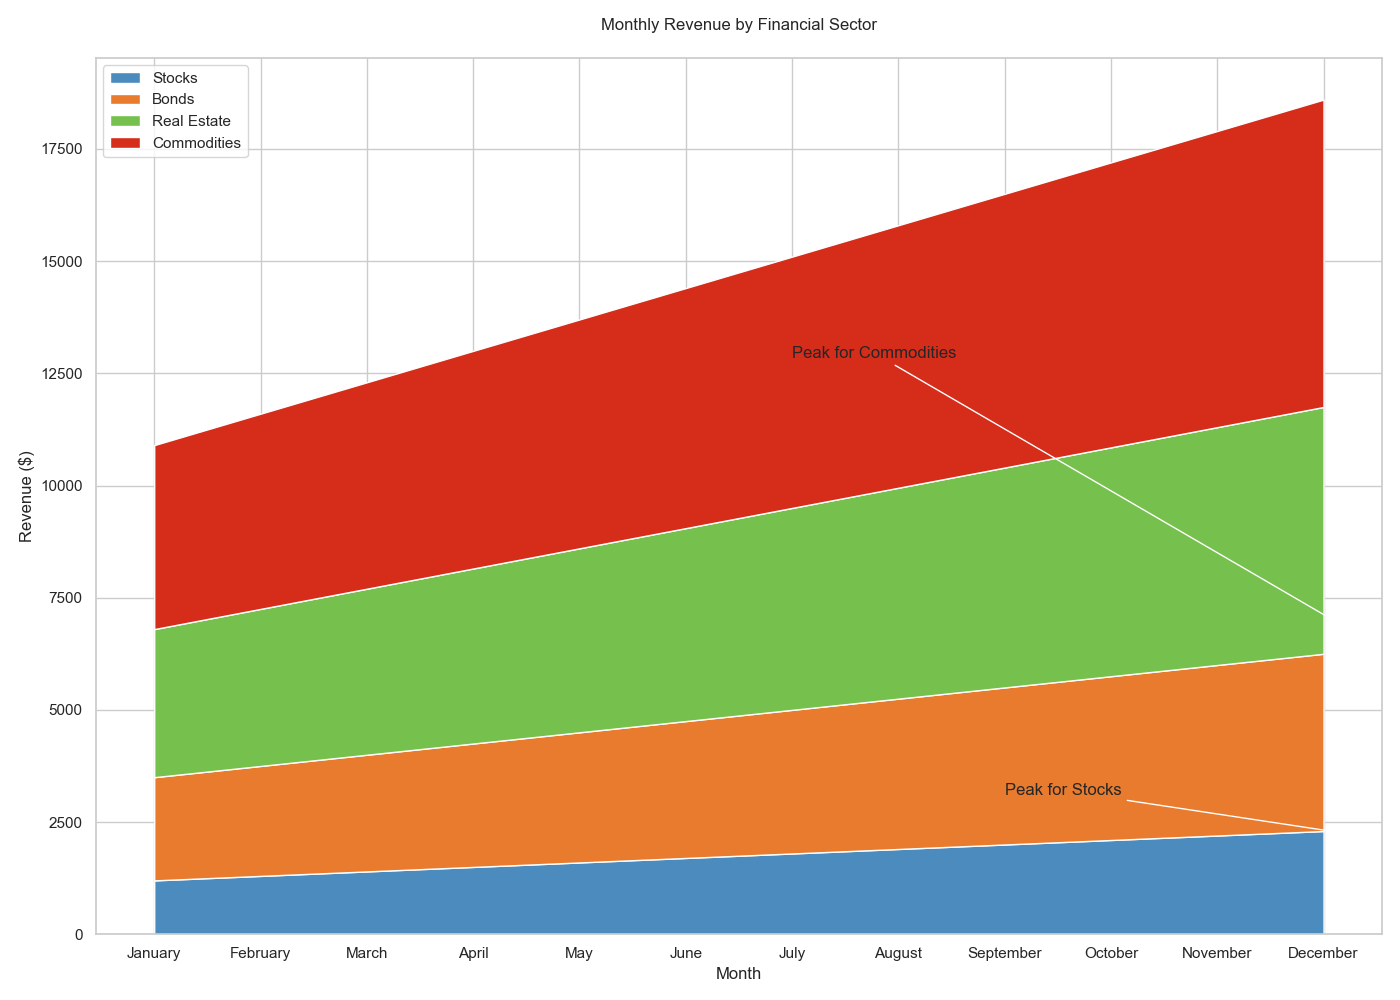 Monthly Revenue by Financial Sector
Stocks
Bonds
Real Estate
Commodities
17500
15000
12500
10000
7500
5000
2500
0
Revenue ($)
Peak for Commodities
Peak for Stocks
January February March April May June July August September October November December
Month